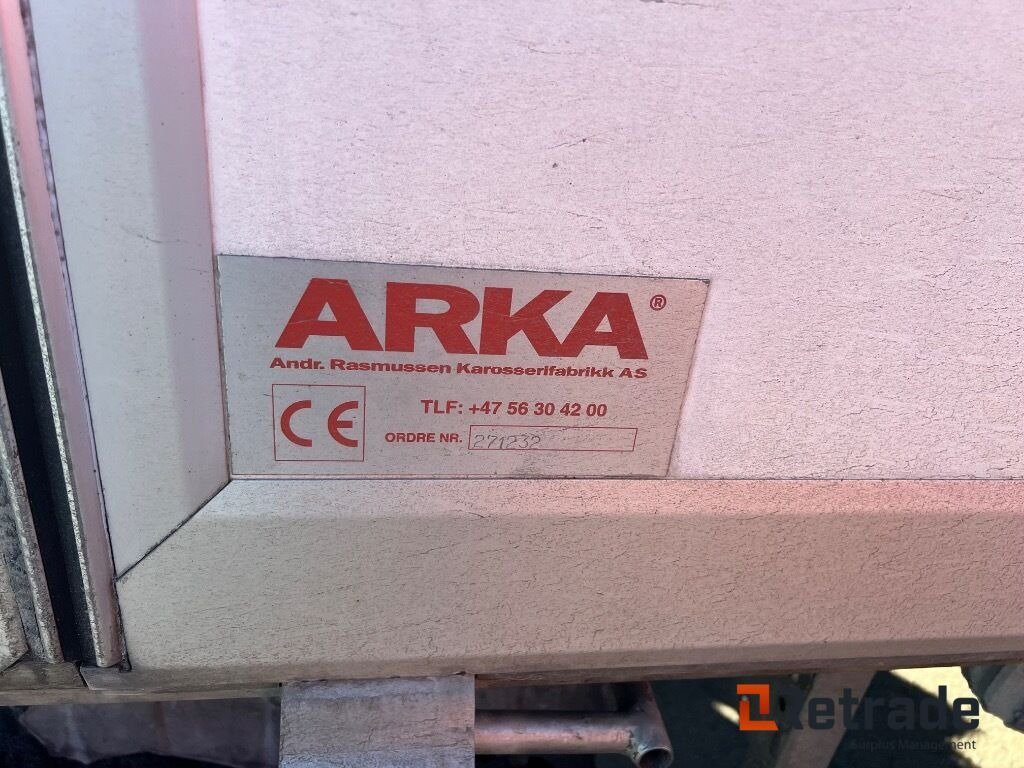 ARKA®
Andr. Rasmussen Karosserifabrikk AS
CE
TLF: +47 56 30 42 00
ORDRE NR. 271232
Retrade
Surplus Management